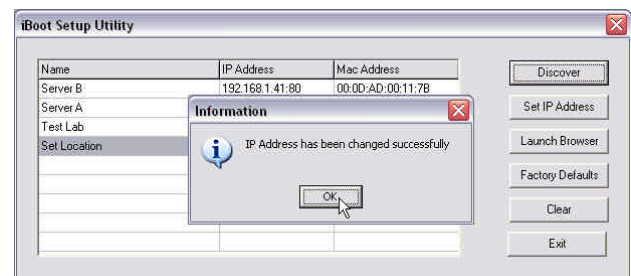 iBoot Setup Utility
Name IP Address Mac Address
Server B 192.168.1.41:80 00:0D:AD:00:11:7B
Server A
Test Lab
Set Location
Information
IP Address has been changed successfully
OK
Discover
Set IP Address
Launch Browser
Factory Defaults
Clear
Exit